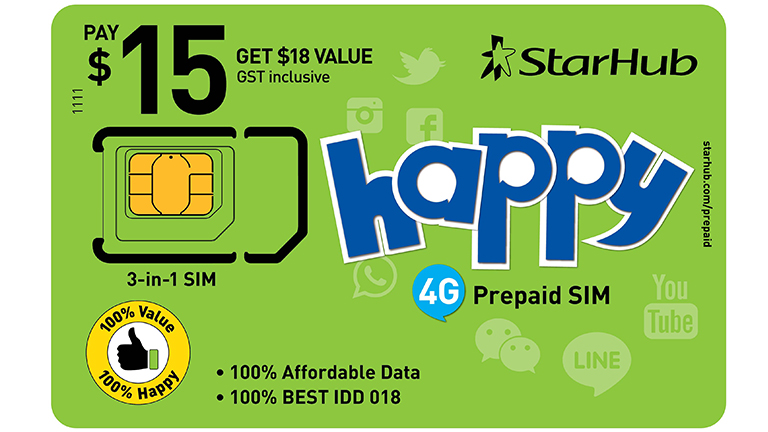 PAY
$15
GET $18 VALUE
GST inclusive
1111
StarHub
happy
starhub.com/prepaid
3-in-1 SIM
4G Prepaid SIM
You
Tube
LINE
100% Value
100% Happy
• 100% Affordable Data
• 100% BEST IDD 018